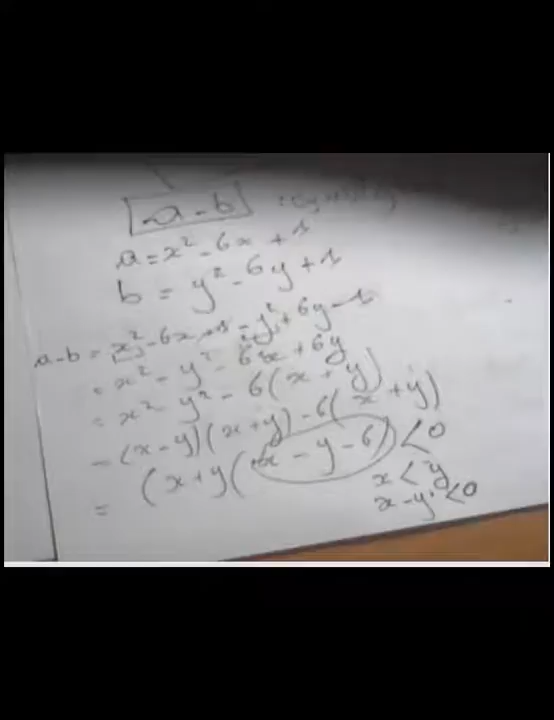 a - b
a = x² - 6x + 1
b = y² - 6y + 1
a-b = x² - 6x + 1 - y² + 6y - 1
= x² - y² - 6x + 6y
= x² - y² - 6(x + y)
= (x-y)(x+y) - 6(x+y)
= (x+y(x-y-6) < 0
x < y
x-y < 0